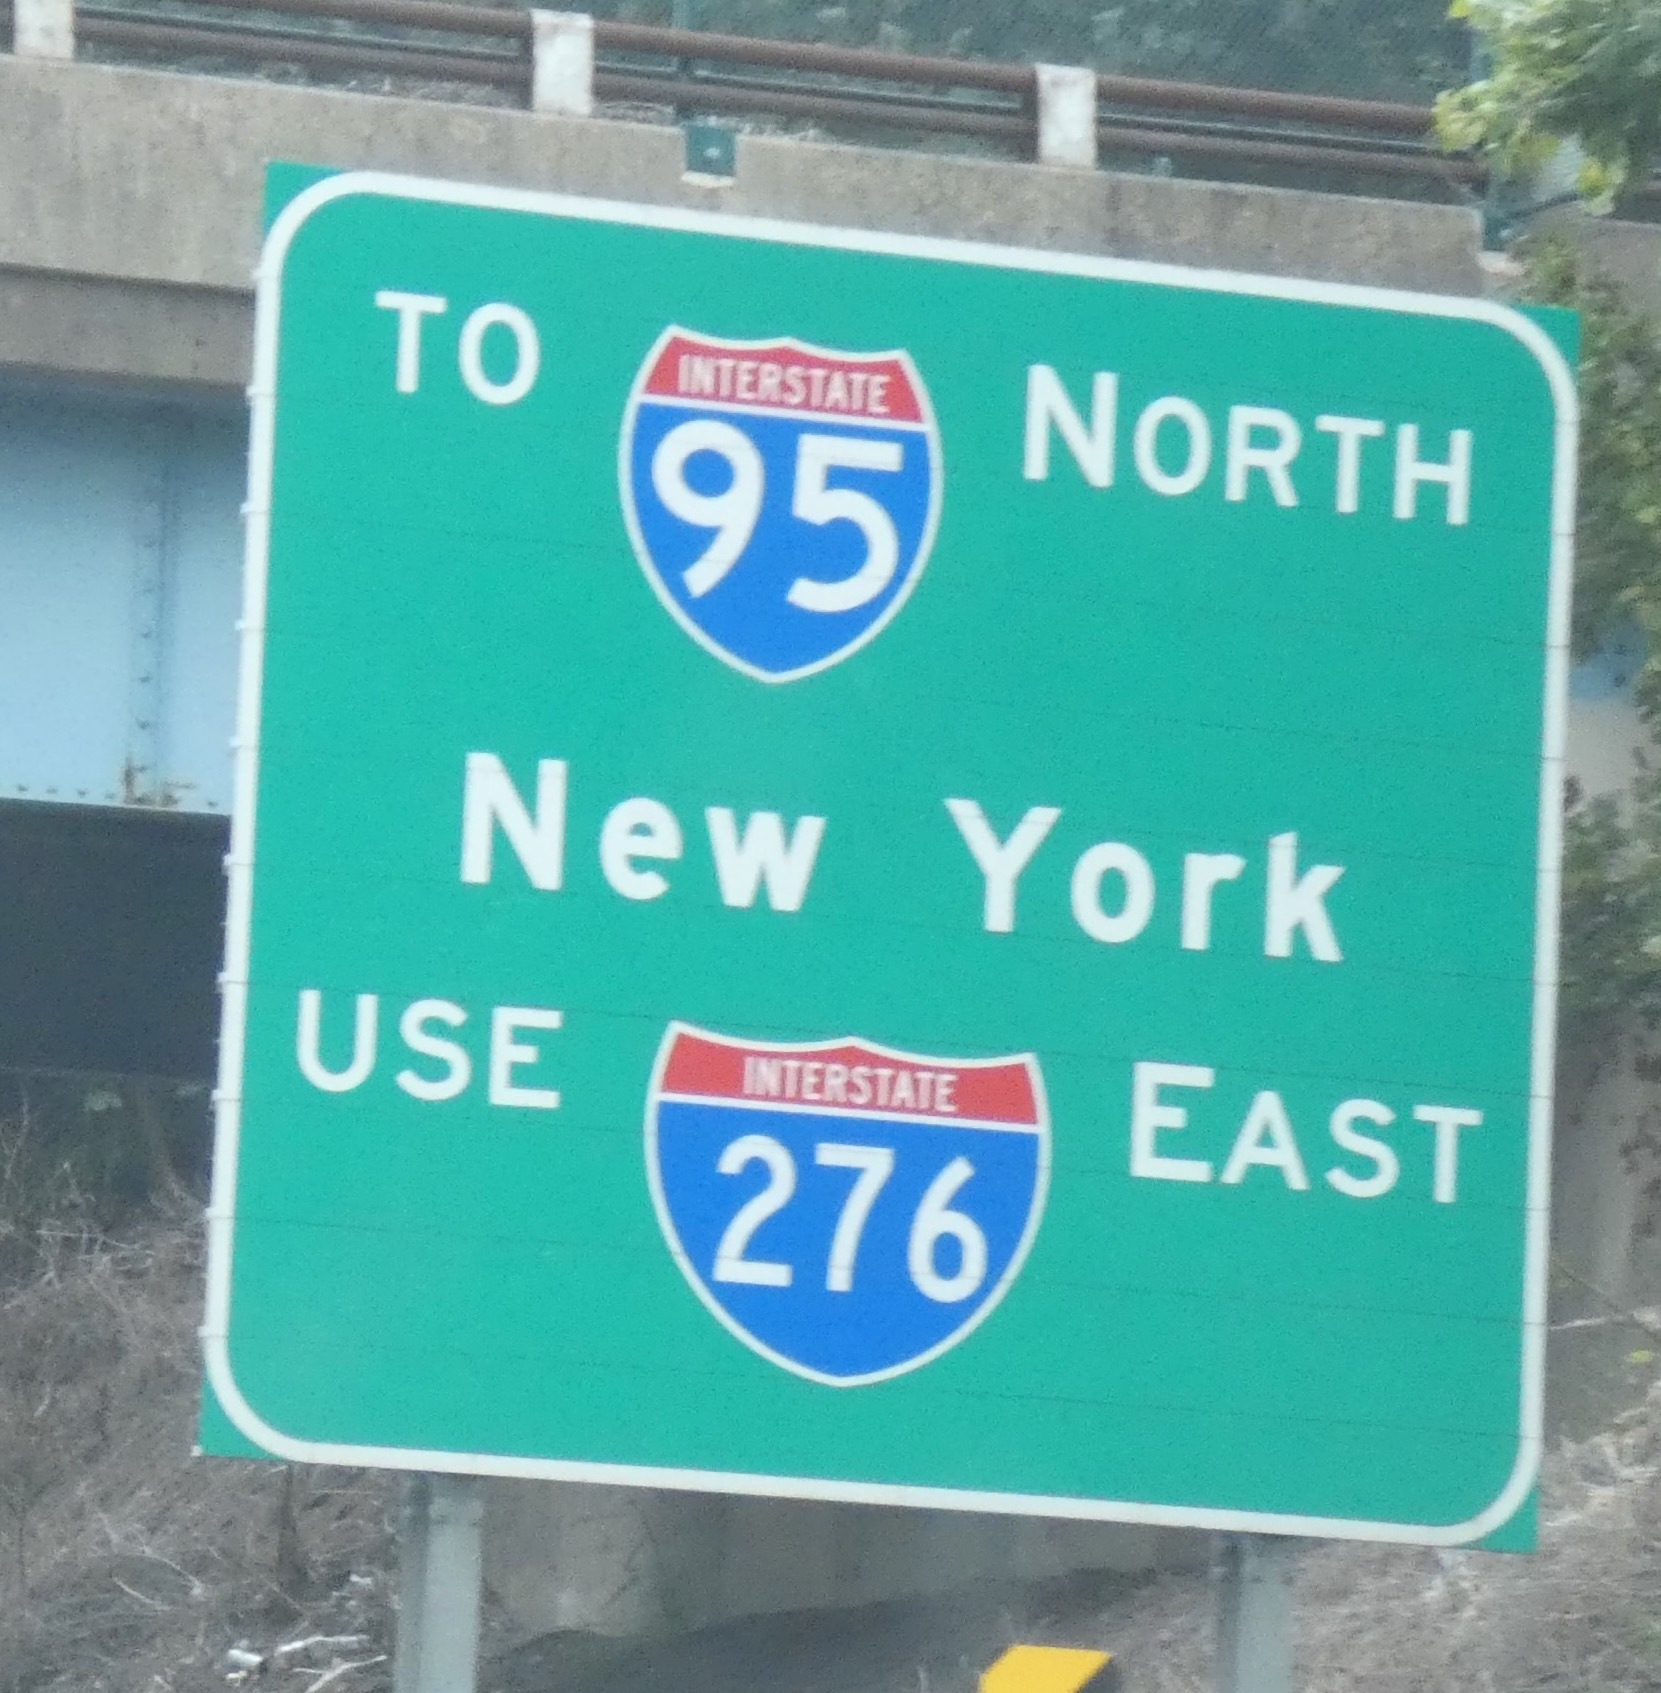 TO INTERSTATE 95 NORTH
New York
USE INTERSTATE 276 EAST